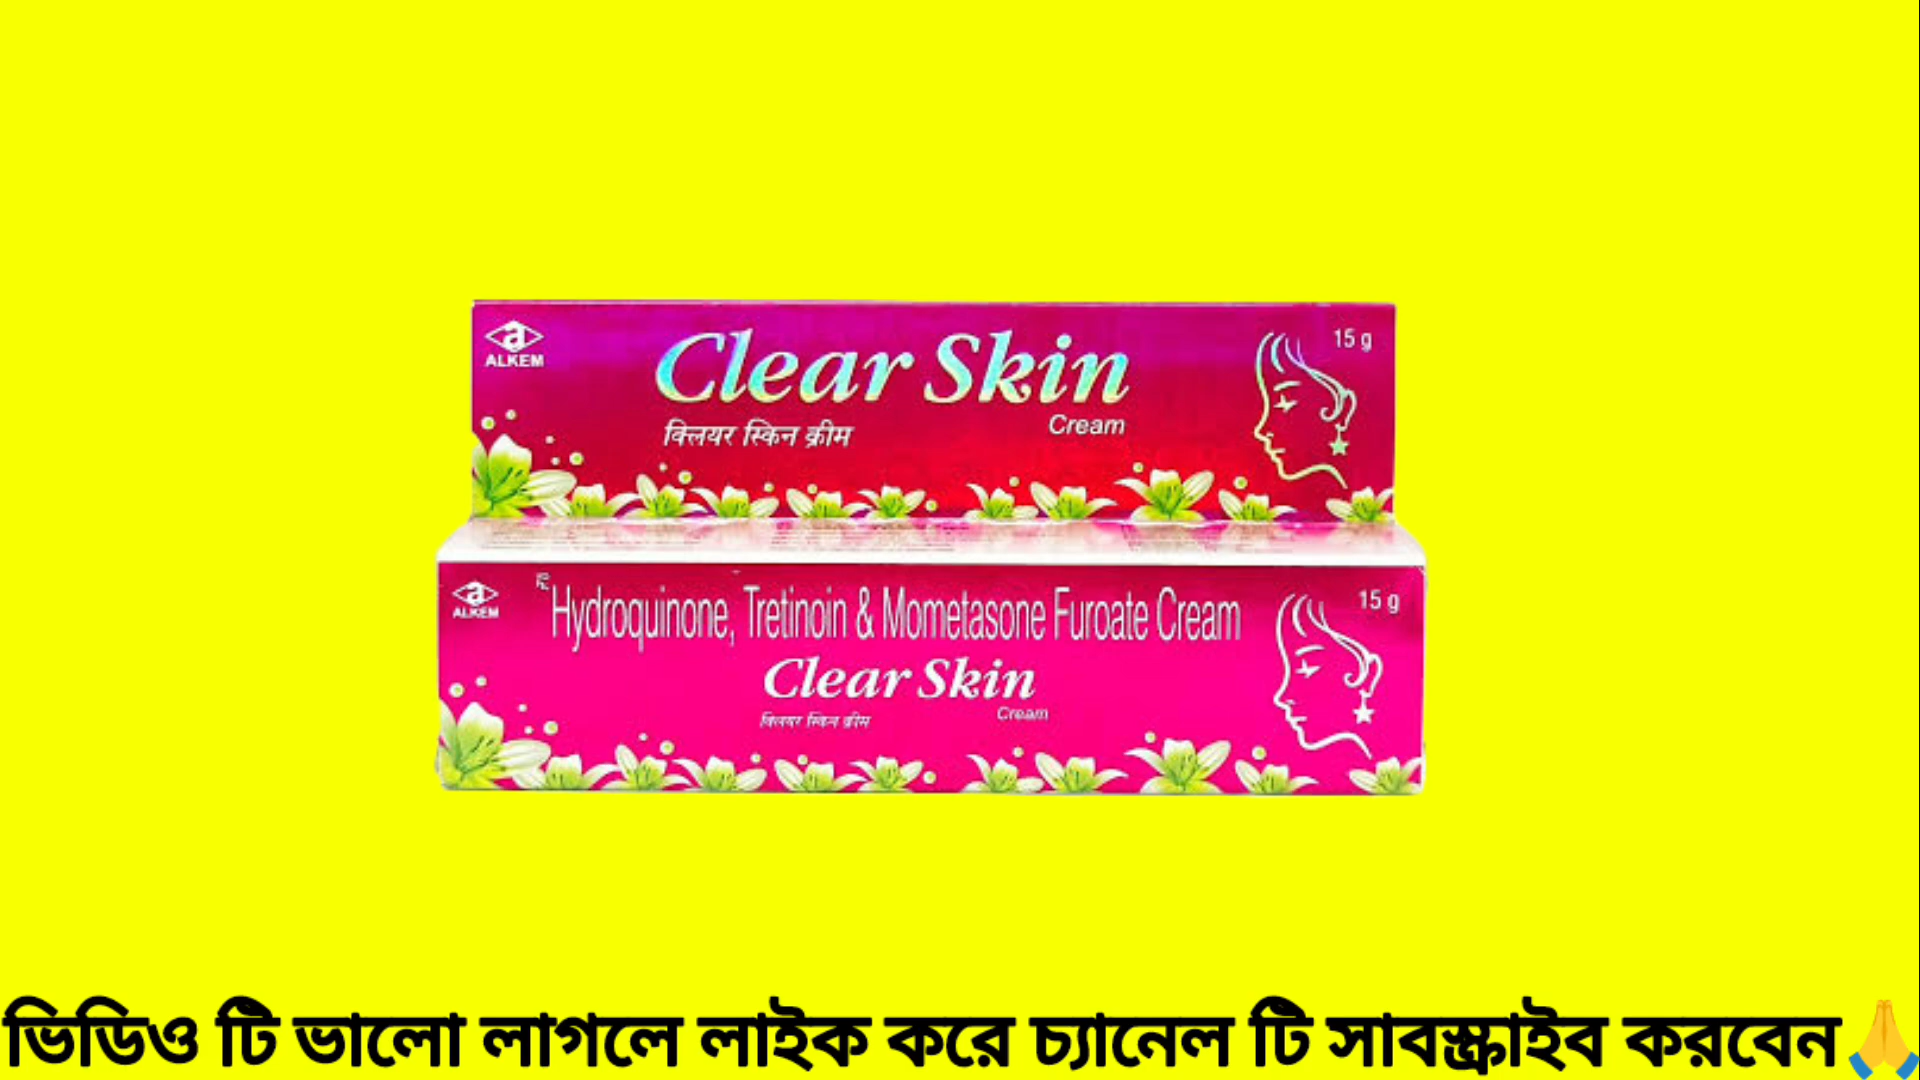 ALKEM
Clear Skin
15 g
क्लियर स्किन क्रीम
Cream
ALKEM
Rx
Hydroquinone, Tretinoin & Mometasone Furoate Cream
15 g
Clear Skin
क्लियर स्किन क्रीम
Cream
ভিডিও টি ভালো লাগলে লাইক করে চ্যানেল টি সাবস্ক্রাইব করবেন🙏